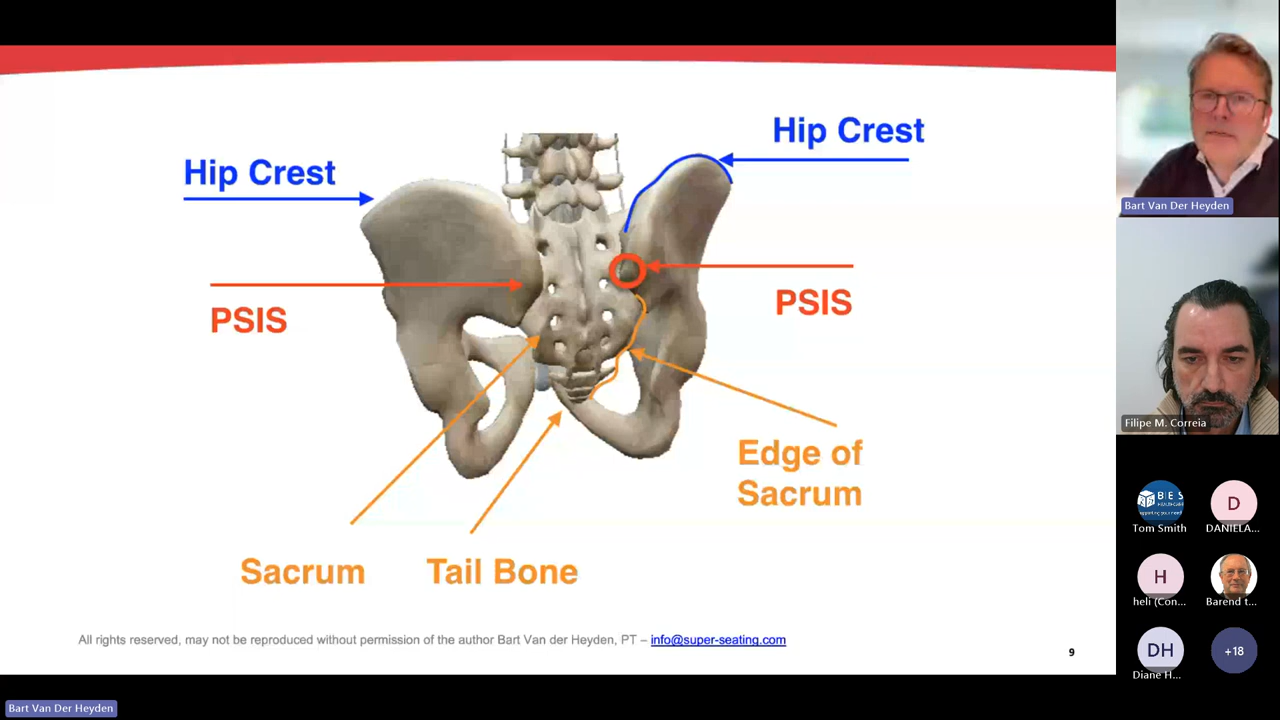 Hip Crest
Hip Crest
PSIS
PSIS
Edge of
Sacrum
Sacrum
Tail Bone
All rights reserved, may not be reproduced without permission of the author Bart Van der Heyden, PT – info@super-seating.com
9
Bart Van Der Heyden
Filipe M. Correia
BES
HEALTHCARE
Tom Smith
D
DANIELA...
H
heli (Con...
Barend t...
DH
Diane H...
+18
Bart Van Der Heyden